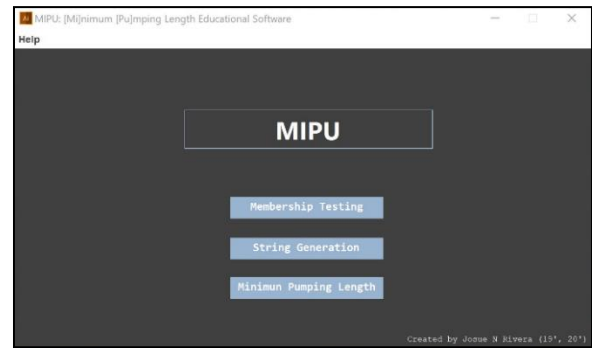 MIPU: [Mi]nimum [Pu]mping Length Educational Software
Help
MIPU
Membership Testing
String Generation
Minimun Pumping Length
Created by Josue N Rivera (19', 20')